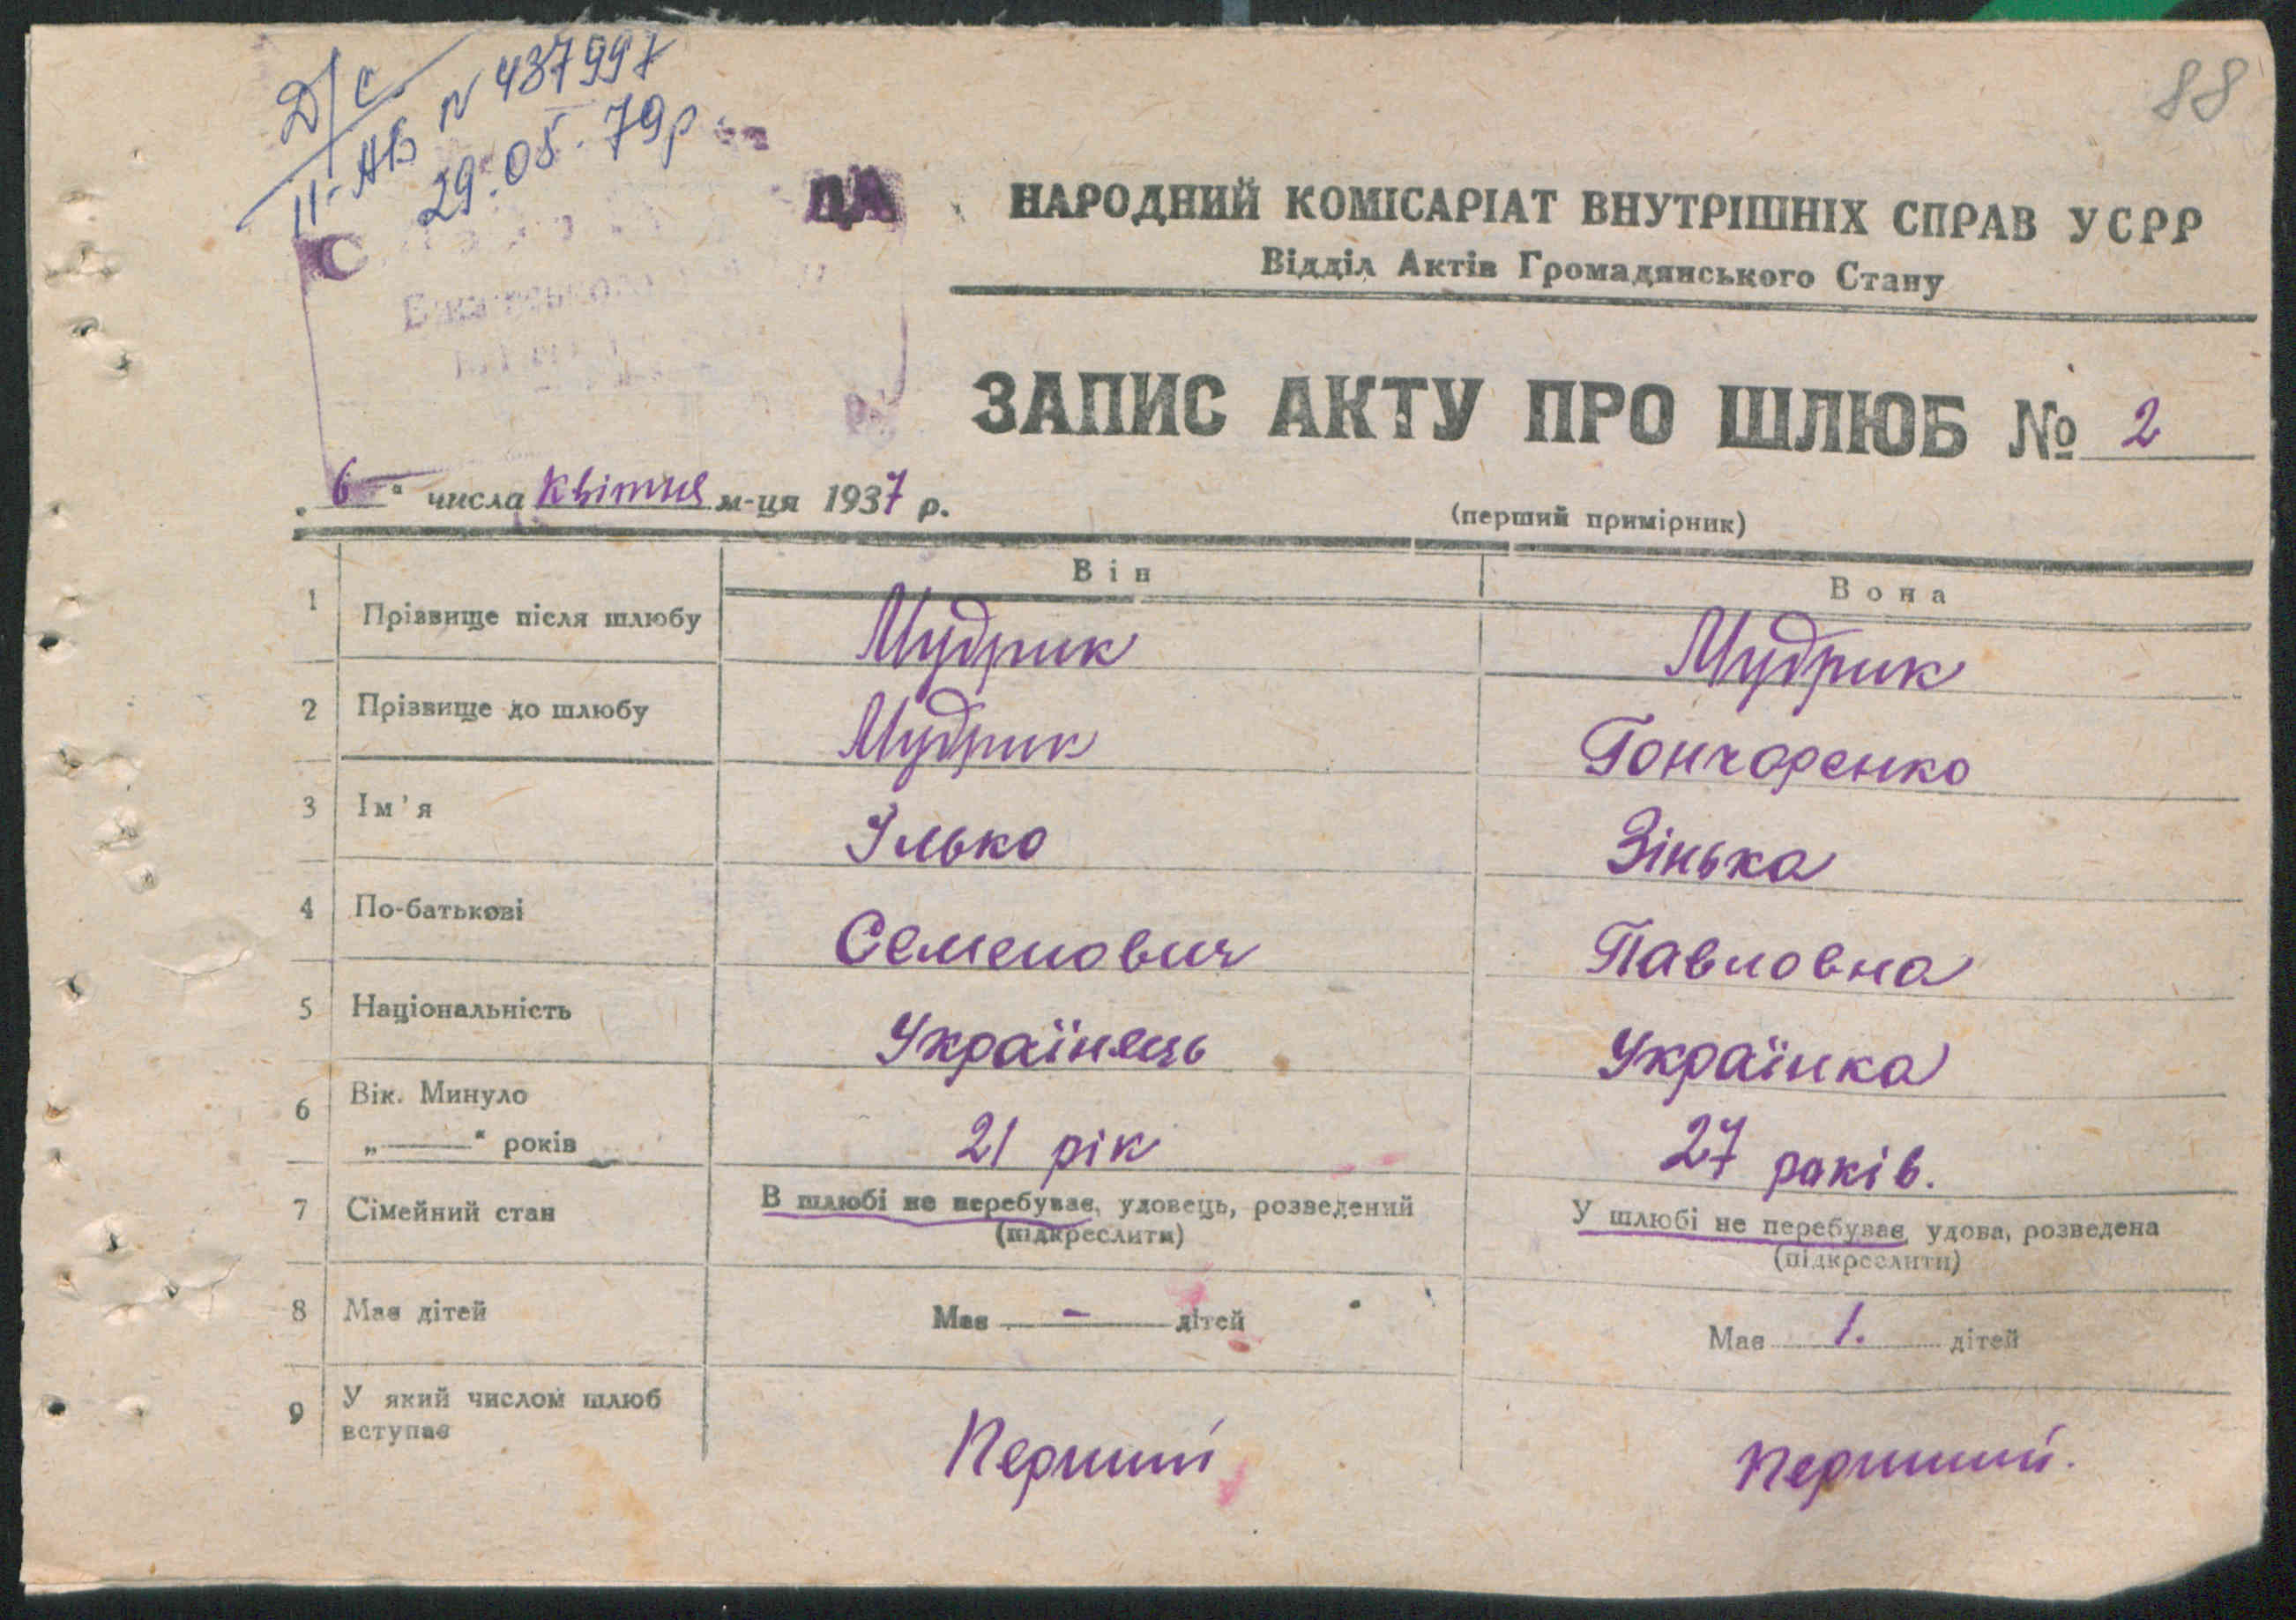 Д/с
II-АБ N 437997
29.05.79р.
88
НАРОДНИЙ КОМІСАРІАТ ВНУТРІШНІХ СПРАВ УСРР
Відділ Актів Громадянського Стану
ЗАПИС АКТУ ПРО ШЛЮБ № 2
„6“ числа квітня м-ця 1937 р.
(перший примірник)
Він Вона
1 Прізвище після шлюбу Мудрик Мудрик
2 Прізвище до шлюбу Мудрик Гончоренко
3 Ім'я Ілько Зінька
4 По-батькові Семенович Павловна
5 Національність Українець Українка
6 Вік. Минуло
„——“ років 21 рік 27 років.
7 Сімейний стан В шлюбі не перебуває, удовець, розведений У шлюбі не перебуває, удова, розведена
(підкреслити) (підкреслити)
8 Має дітей Має - дітей Має 1. дітей
9 У який числом шлюб
вступає Перший Перший.